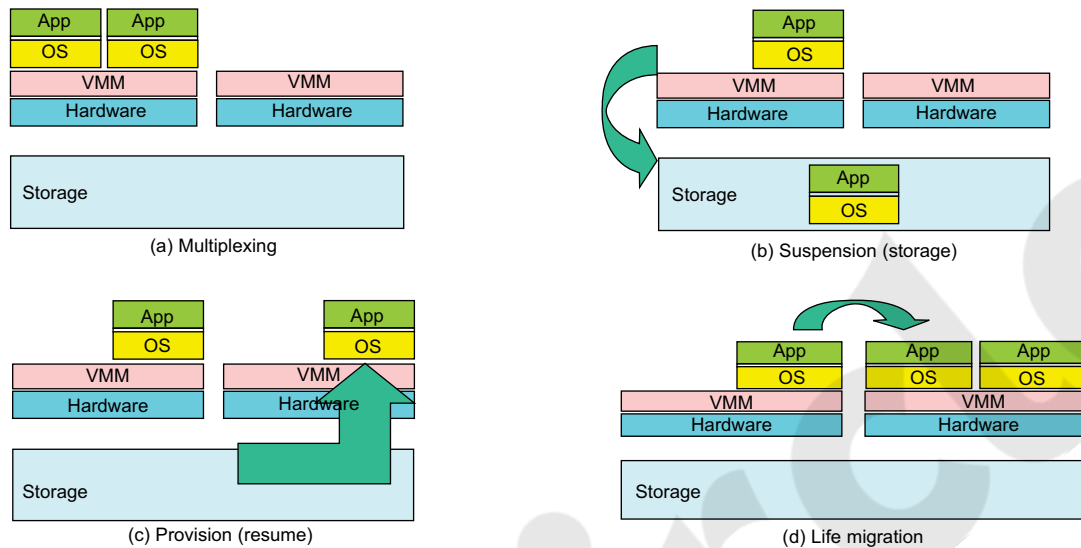 App App
OS OS
VMM VMM
Hardware Hardware
Storage
(a) Multiplexing
App
OS
VMM VMM
Hardware Hardware
Storage
App
OS
(b) Suspension (storage)
App App
OS OS
VMM VMM
Hardware Hardware
Storage
(c) Provision (resume)
App App App
OS OS OS
VMM VMM
Hardware Hardware
Storage
(d) Life migration